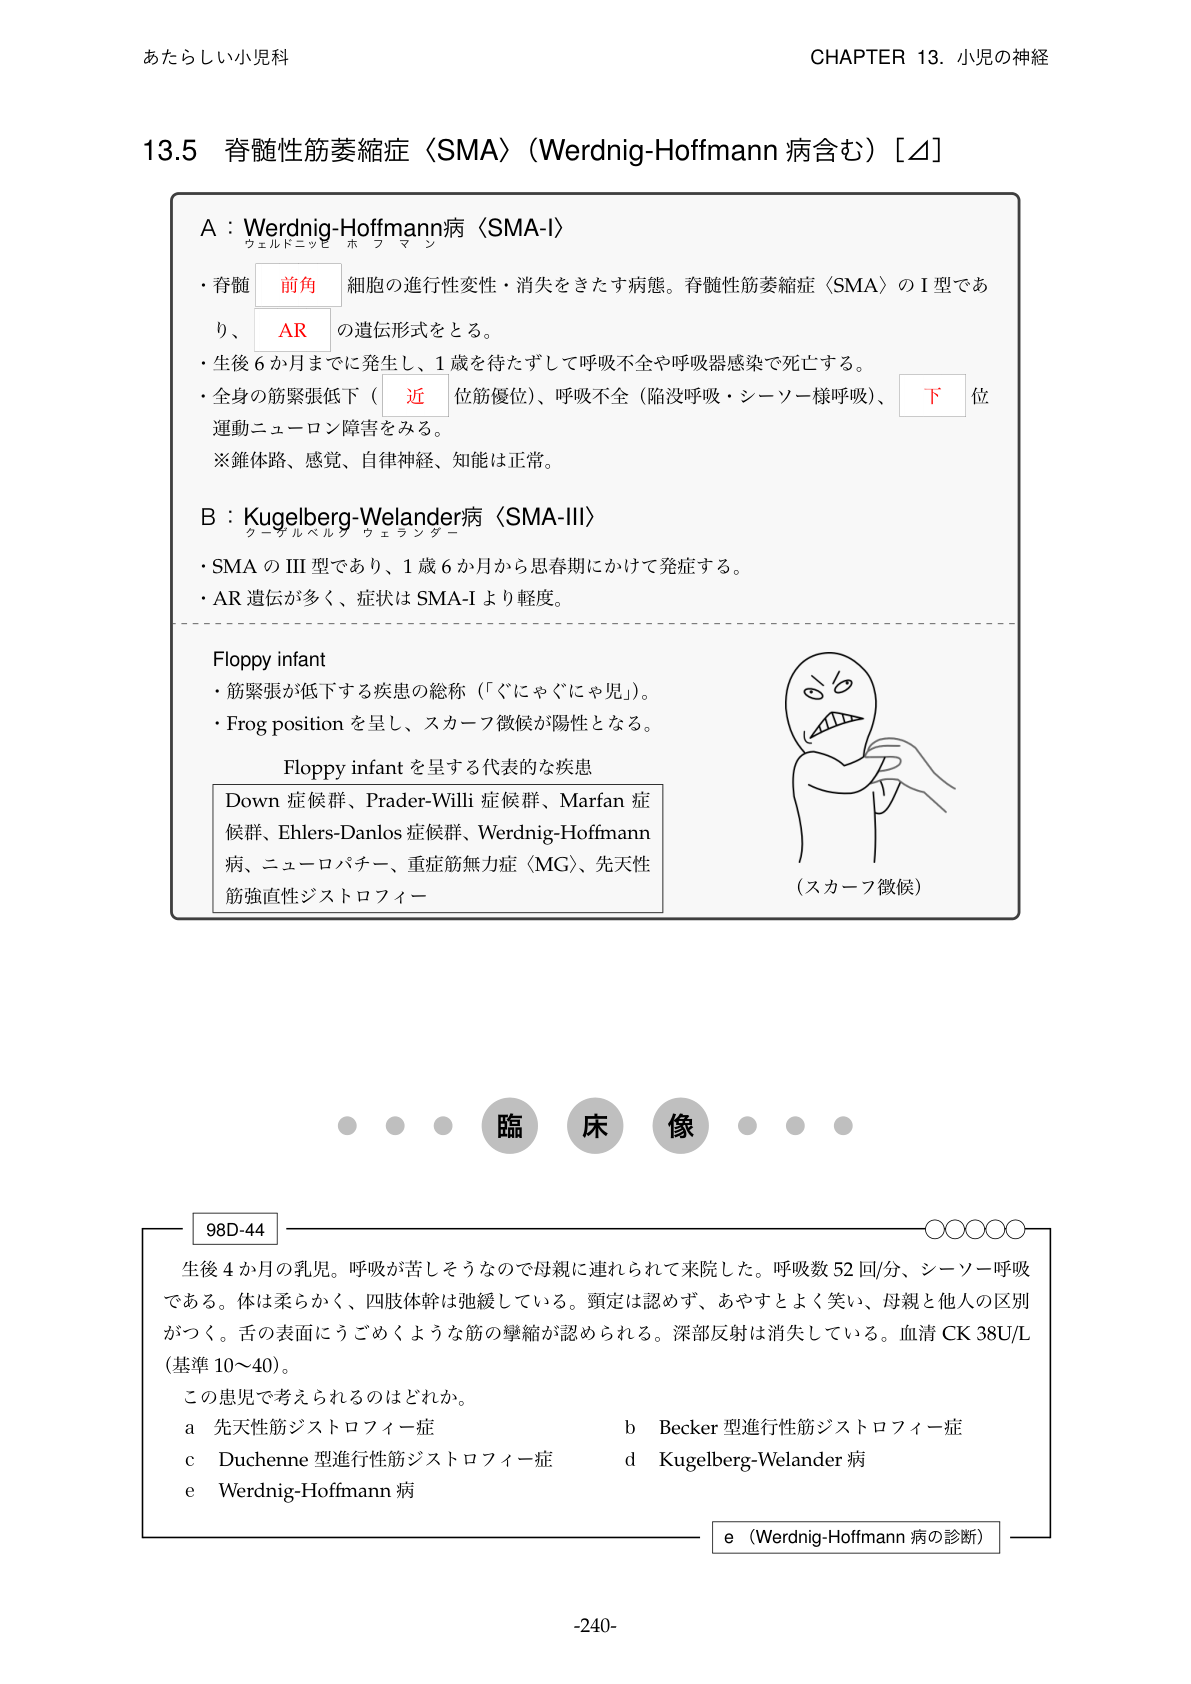 あたらしい小児科
CHAPTER 13. 小児の神経
13.5 脊髄性筋萎縮症〈SMA〉（Werdnig-Hoffmann 病含む）［⊿］
A：Werdnig-Hoffmann病〈SMA-I〉
ウェルドニッヒ ホフマン
・脊髄 前角 細胞の進行性変性・消失をきたす病態。脊髄性筋萎縮症〈SMA〉の I 型であ
り、 AR の遺伝形式をとる。
・生後 6 か月までに発生し、1 歳を待たずして呼吸不全や呼吸器感染で死亡する。
・全身の筋緊張低下（ 近 位筋優位）、呼吸不全（陥没呼吸・シーソー様呼吸）、 下 位
運動ニューロン障害をみる。
※錐体路、感覚、自律神経、知能は正常。
B：Kugelberg-Welander病〈SMA-III〉
クーゲルベルグ ウェランダー
・SMA の III 型であり、1 歳 6 か月から思春期にかけて発症する。
・AR 遺伝が多く、症状は SMA-I より軽度。
Floppy infant
・筋緊張が低下する疾患の総称（「ぐにゃぐにゃ児」）。
・Frog position を呈し、スカーフ徴候が陽性となる。
Floppy infant を呈する代表的な疾患
Down 症候群、Prader-Willi 症候群、Marfan 症
候群、Ehlers-Danlos 症候群、Werdnig-Hoffmann
病、ニューロパチー、重症筋無力症〈MG〉、先天性
筋強直性ジストロフィー
（スカーフ徴候）
臨床像
98D-44
生後 4 か月の乳児。呼吸が苦しそうなので母親に連れられて来院した。呼吸数 52 回/分、シーソー呼吸
である。体は柔らかく、四肢体幹は弛緩している。頸定は認めず、あやすとよく笑い、母親と他人の区別
がつく。舌の表面にうごめくような筋の攣縮が認められる。深部反射は消失している。血清 CK 38U/L
（基準 10〜40）。
この患児で考えられるのはどれか。
a 先天性筋ジストロフィー症
b Becker 型進行性筋ジストロフィー症
c Duchenne 型進行性筋ジストロフィー症
d Kugelberg-Welander 病
e Werdnig-Hoffmann 病
e （Werdnig-Hoffmann 病の診断）
-240-